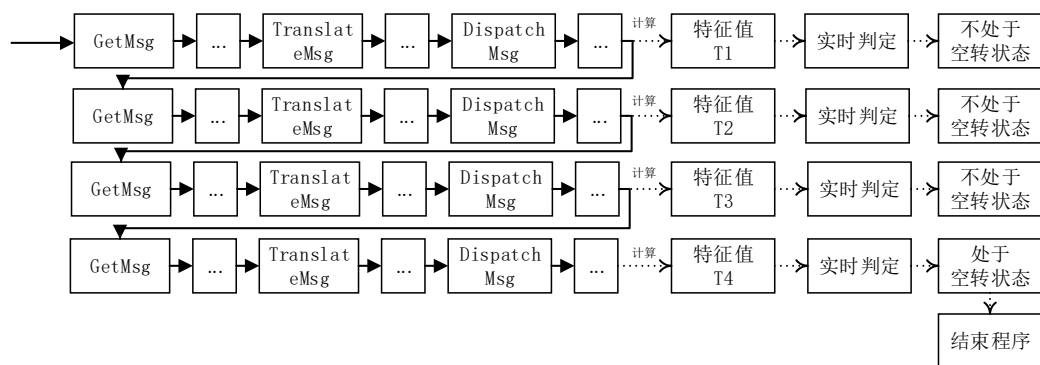 GetMsg
...
Translat
eMsg
...
Dispatch
Msg
...
计算
特征值
T1
实时判定
不处于
空转状态
GetMsg
...
Translat
eMsg
...
Dispatch
Msg
...
计算
特征值
T2
实时判定
不处于
空转状态
GetMsg
...
Translat
eMsg
...
Dispatch
Msg
...
计算
特征值
T3
实时判定
不处于
空转状态
GetMsg
...
Translat
eMsg
...
Dispatch
Msg
...
计算
特征值
T4
实时判定
处于
空转状态
结束程序